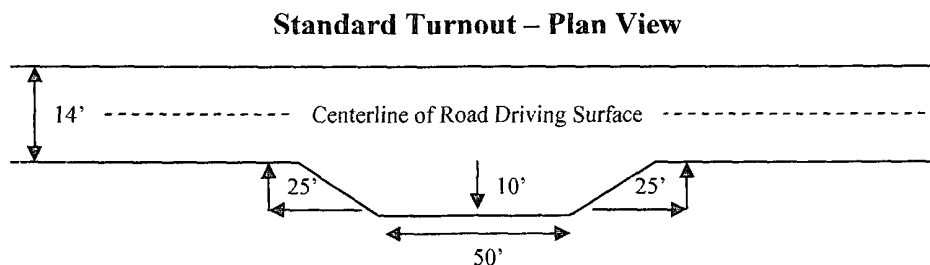 Standard Turnout – Plan View
14'
Centerline of Road Driving Surface
25'
10'
25'
50'